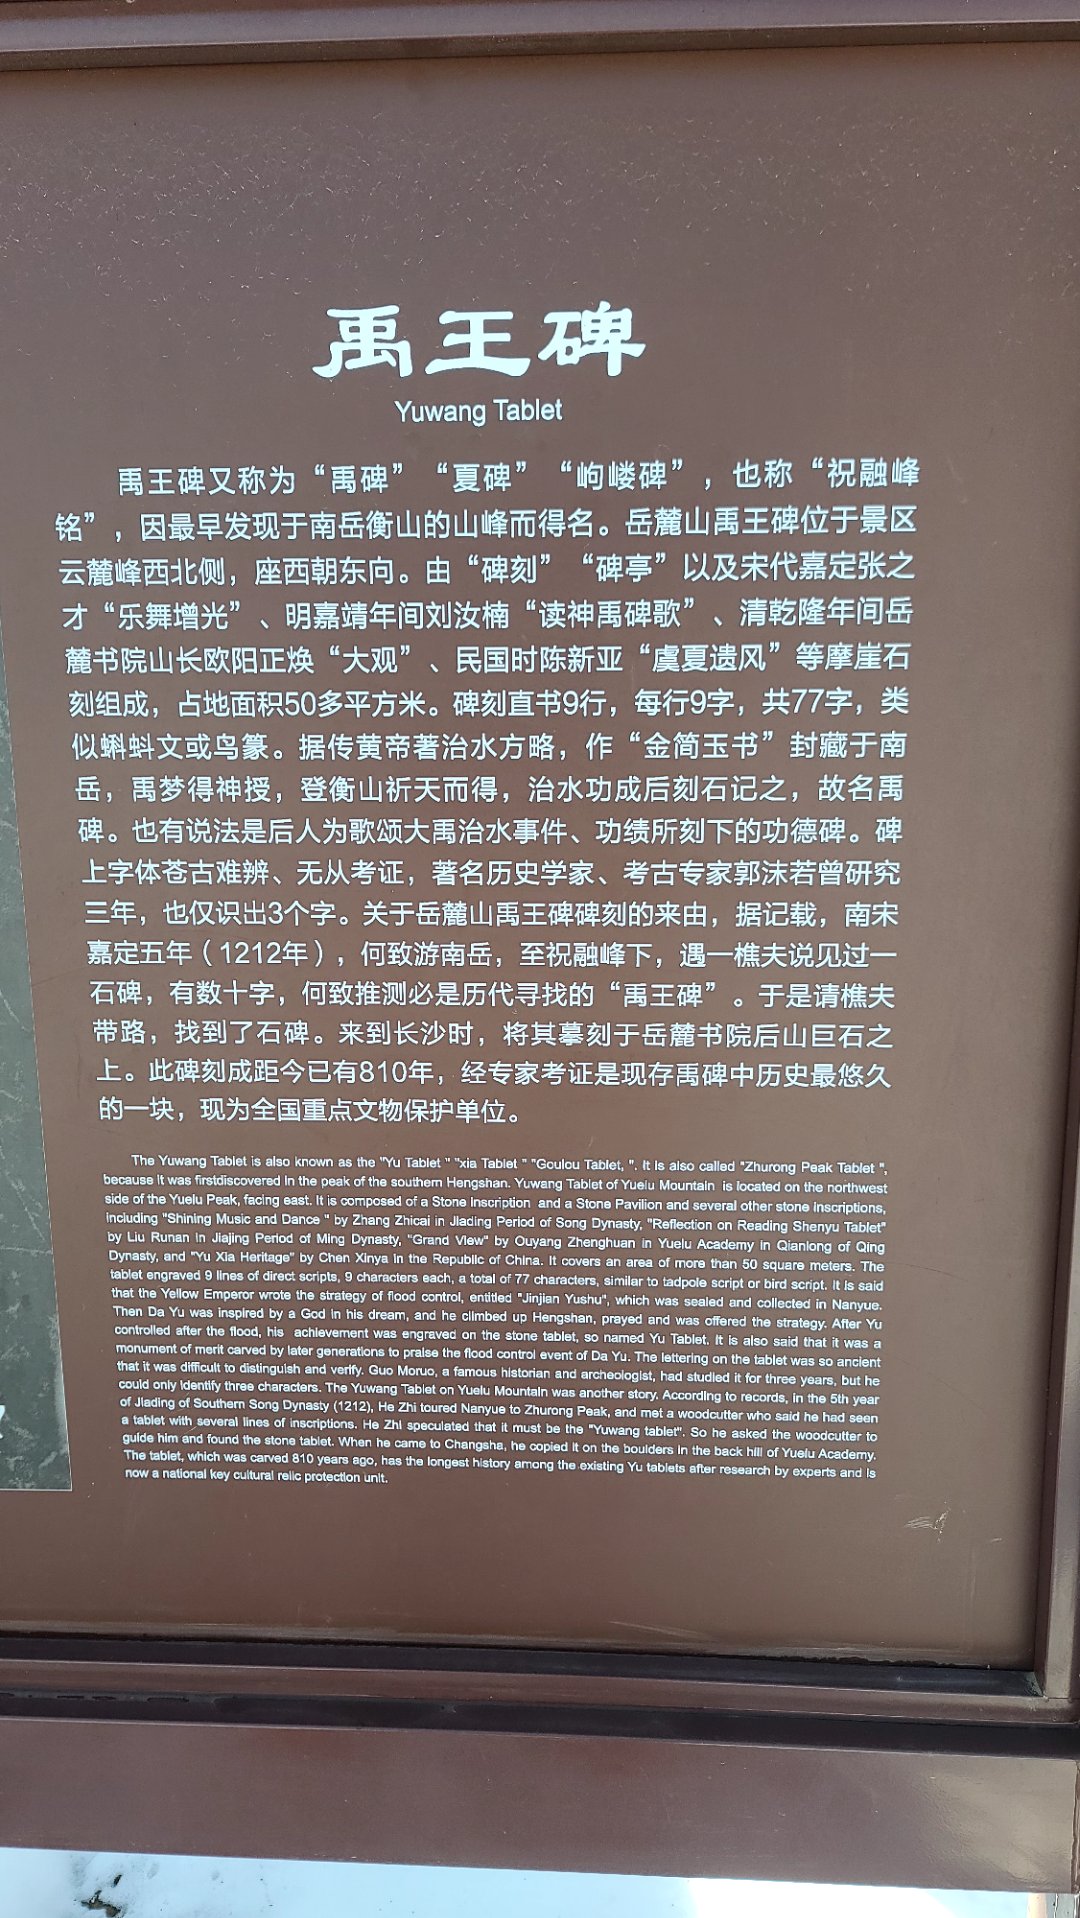 禹王碑
Yuwang Tablet
禹王碑又称为“禹碑”“夏碑”“岣嵝碑”，也称“祝融峰
铭”，因最早发现于南岳衡山的山峰而得名。岳麓山禹王碑位于景区
云麓峰西北侧，座西朝东向。由“碑刻”“碑亭”以及宋代嘉定张之
才“乐舞增光”、明嘉靖年间刘汝楠“读神禹碑歌”、清乾隆年间岳
麓书院山长欧阳正焕“大观”、民国时陈新亚“虞夏遗风”等摩崖石
刻组成，占地面积50多平方米。碑刻直书9行，每行9字，共77字，类
似蝌蚪文或鸟篆。据传黄帝著治水方略，作“金简玉书”封藏于南
岳，禹梦得神授，登衡山祈天而得，治水功成后刻石记之，故名禹
碑。也有说法是后人为歌颂大禹治水事件、功绩所刻下的功德碑。碑
上字体苍古难辨、无从考证，著名历史学家、考古专家郭沫若曾研究
三年，也仅识出3个字。关于岳麓山禹王碑碑刻的来由，据记载，南宋
嘉定五年（1212年），何致游南岳，至祝融峰下，遇一樵夫说见过一
石碑，有数十字，何致推测必是历代寻找的“禹王碑”。于是请樵夫
带路，找到了石碑。来到长沙时，将其摹刻于岳麓书院后山巨石之
上。此碑刻成距今已有810年，经专家考证是现存禹碑中历史最悠久
的一块，现为全国重点文物保护单位。
The Yuwang Tablet is also known as the "Yu Tablet " "xia Tablet " "Goulou Tablet, ". It is also called "Zhurong Peak Tablet ",
because it was firstdiscovered in the peak of the southern Hengshan. Yuwang Tablet of Yuelu Mountain  is located on the northwest
side of the Yuelu Peak, facing east. It is composed of a Stone Inscription  and a Stone Pavilion and several other stone inscriptions,
including "Shining Music and Dance " by Zhang Zhicai in Jiading Period of Song Dynasty, "Reflection on Reading Shenyu Tablet"
by Liu Runan in Jiajing Period of Ming Dynasty, "Grand View" by Ouyang Zhenghuan in Yuelu Academy in Qianlong of Qing
Dynasty, and "Yu Xia Heritage" by Chen Xinya in the Republic of China. It covers an area of more than 50 square meters. The
tablet engraved 9 lines of direct scripts, 9 characters each, a total of 77 characters, similar to tadpole script or bird script. It is said
that the Yellow Emperor wrote the strategy of flood control, entitled "Jinjian Yushu", which was sealed and collected in Nanyue.
Then Da Yu was inspired by a God in his dream, and he climbed up Hengshan, prayed and was offered the strategy. After Yu
controlled after the flood, his  achievement was engraved on the stone tablet, so named Yu Tablet. It is also said that it was a
monument of merit carved by later generations to praise the flood control event of Da Yu. The lettering on the tablet was so ancient
that it was difficult to distinguish and verify. Guo Moruo, a famous historian and archeologist, had studied it for three years, but he
could only identify three characters. The Yuwang Tablet on Yuelu Mountain was another story. According to records, in the 5th year
of Jiading of Southern Song Dynasty (1212), He Zhi toured Nanyue to Zhurong Peak, and met a woodcutter who said he had seen
a tablet with several lines of inscriptions. He Zhi speculated that it must be the "Yuwang tablet". So he asked the woodcutter to
guide him and found the stone tablet. When he came to Changsha, he copied it on the boulders in the back hill of Yuelu Academy.
The tablet, which was carved 810 years ago, has the longest history among the existing Yu tablets after research by experts and is
now a national key cultural relic protection unit.